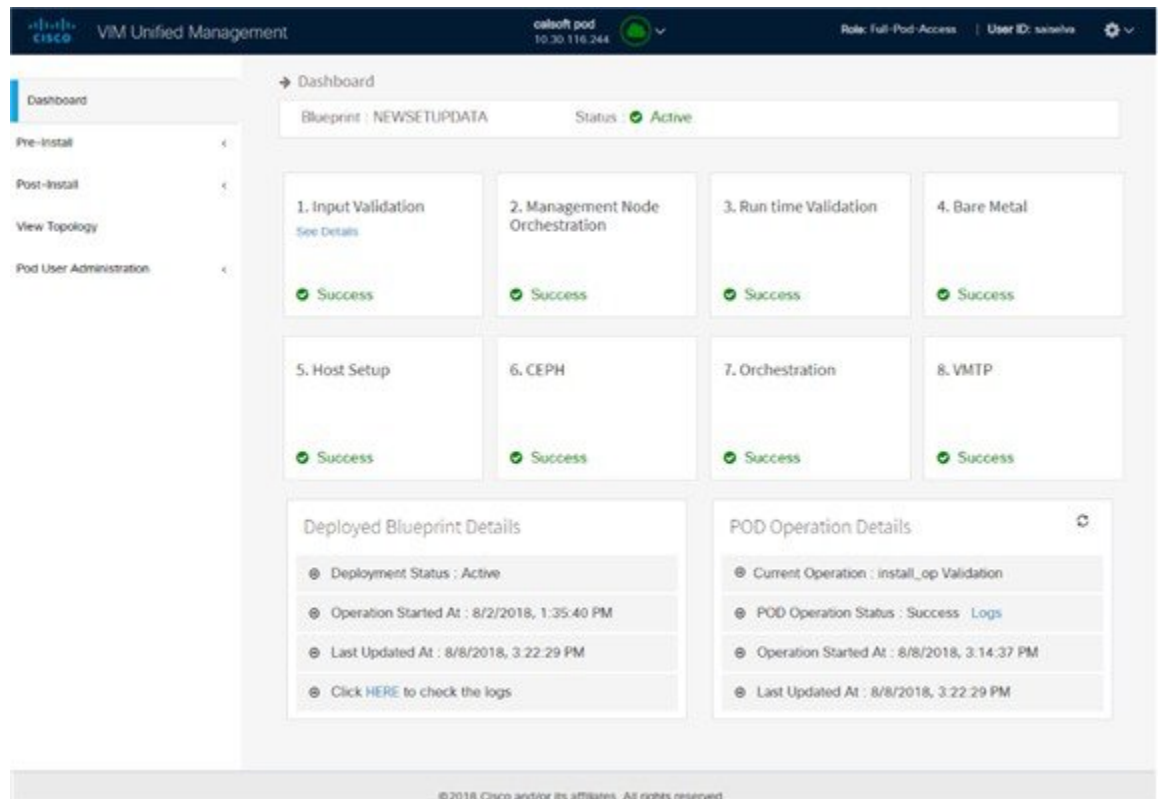 CISCO VIM Unified Management
calsoft pod
10.30.116.244
Role: Full-Pod-Access | User ID: saiselva
Dashboard
Pre-Install
Post-Install
View Topology
Pod User Administration
Dashboard
Blueprint : NEWSETUPDATA Status : Active
1. Input Validation
See Details
Success
2. Management Node
Orchestration
Success
3. Run time Validation
Success
4. Bare Metal
Success
5. Host Setup
Success
6. CEPH
Success
7. Orchestration
Success
8. VMTP
Success
Deployed Blueprint Details
Deployment Status : Active
Operation Started At : 8/2/2018, 1:35:40 PM
Last Updated At : 8/8/2018, 3:22:29 PM
Click HERE to check the logs
POD Operation Details
Current Operation : install_op Validation
POD Operation Status : Success Logs
Operation Started At : 8/8/2018, 3:14:37 PM
Last Updated At : 8/8/2018, 3:22:29 PM
©2018 Cisco and/or its affiliates. All rights reserved.